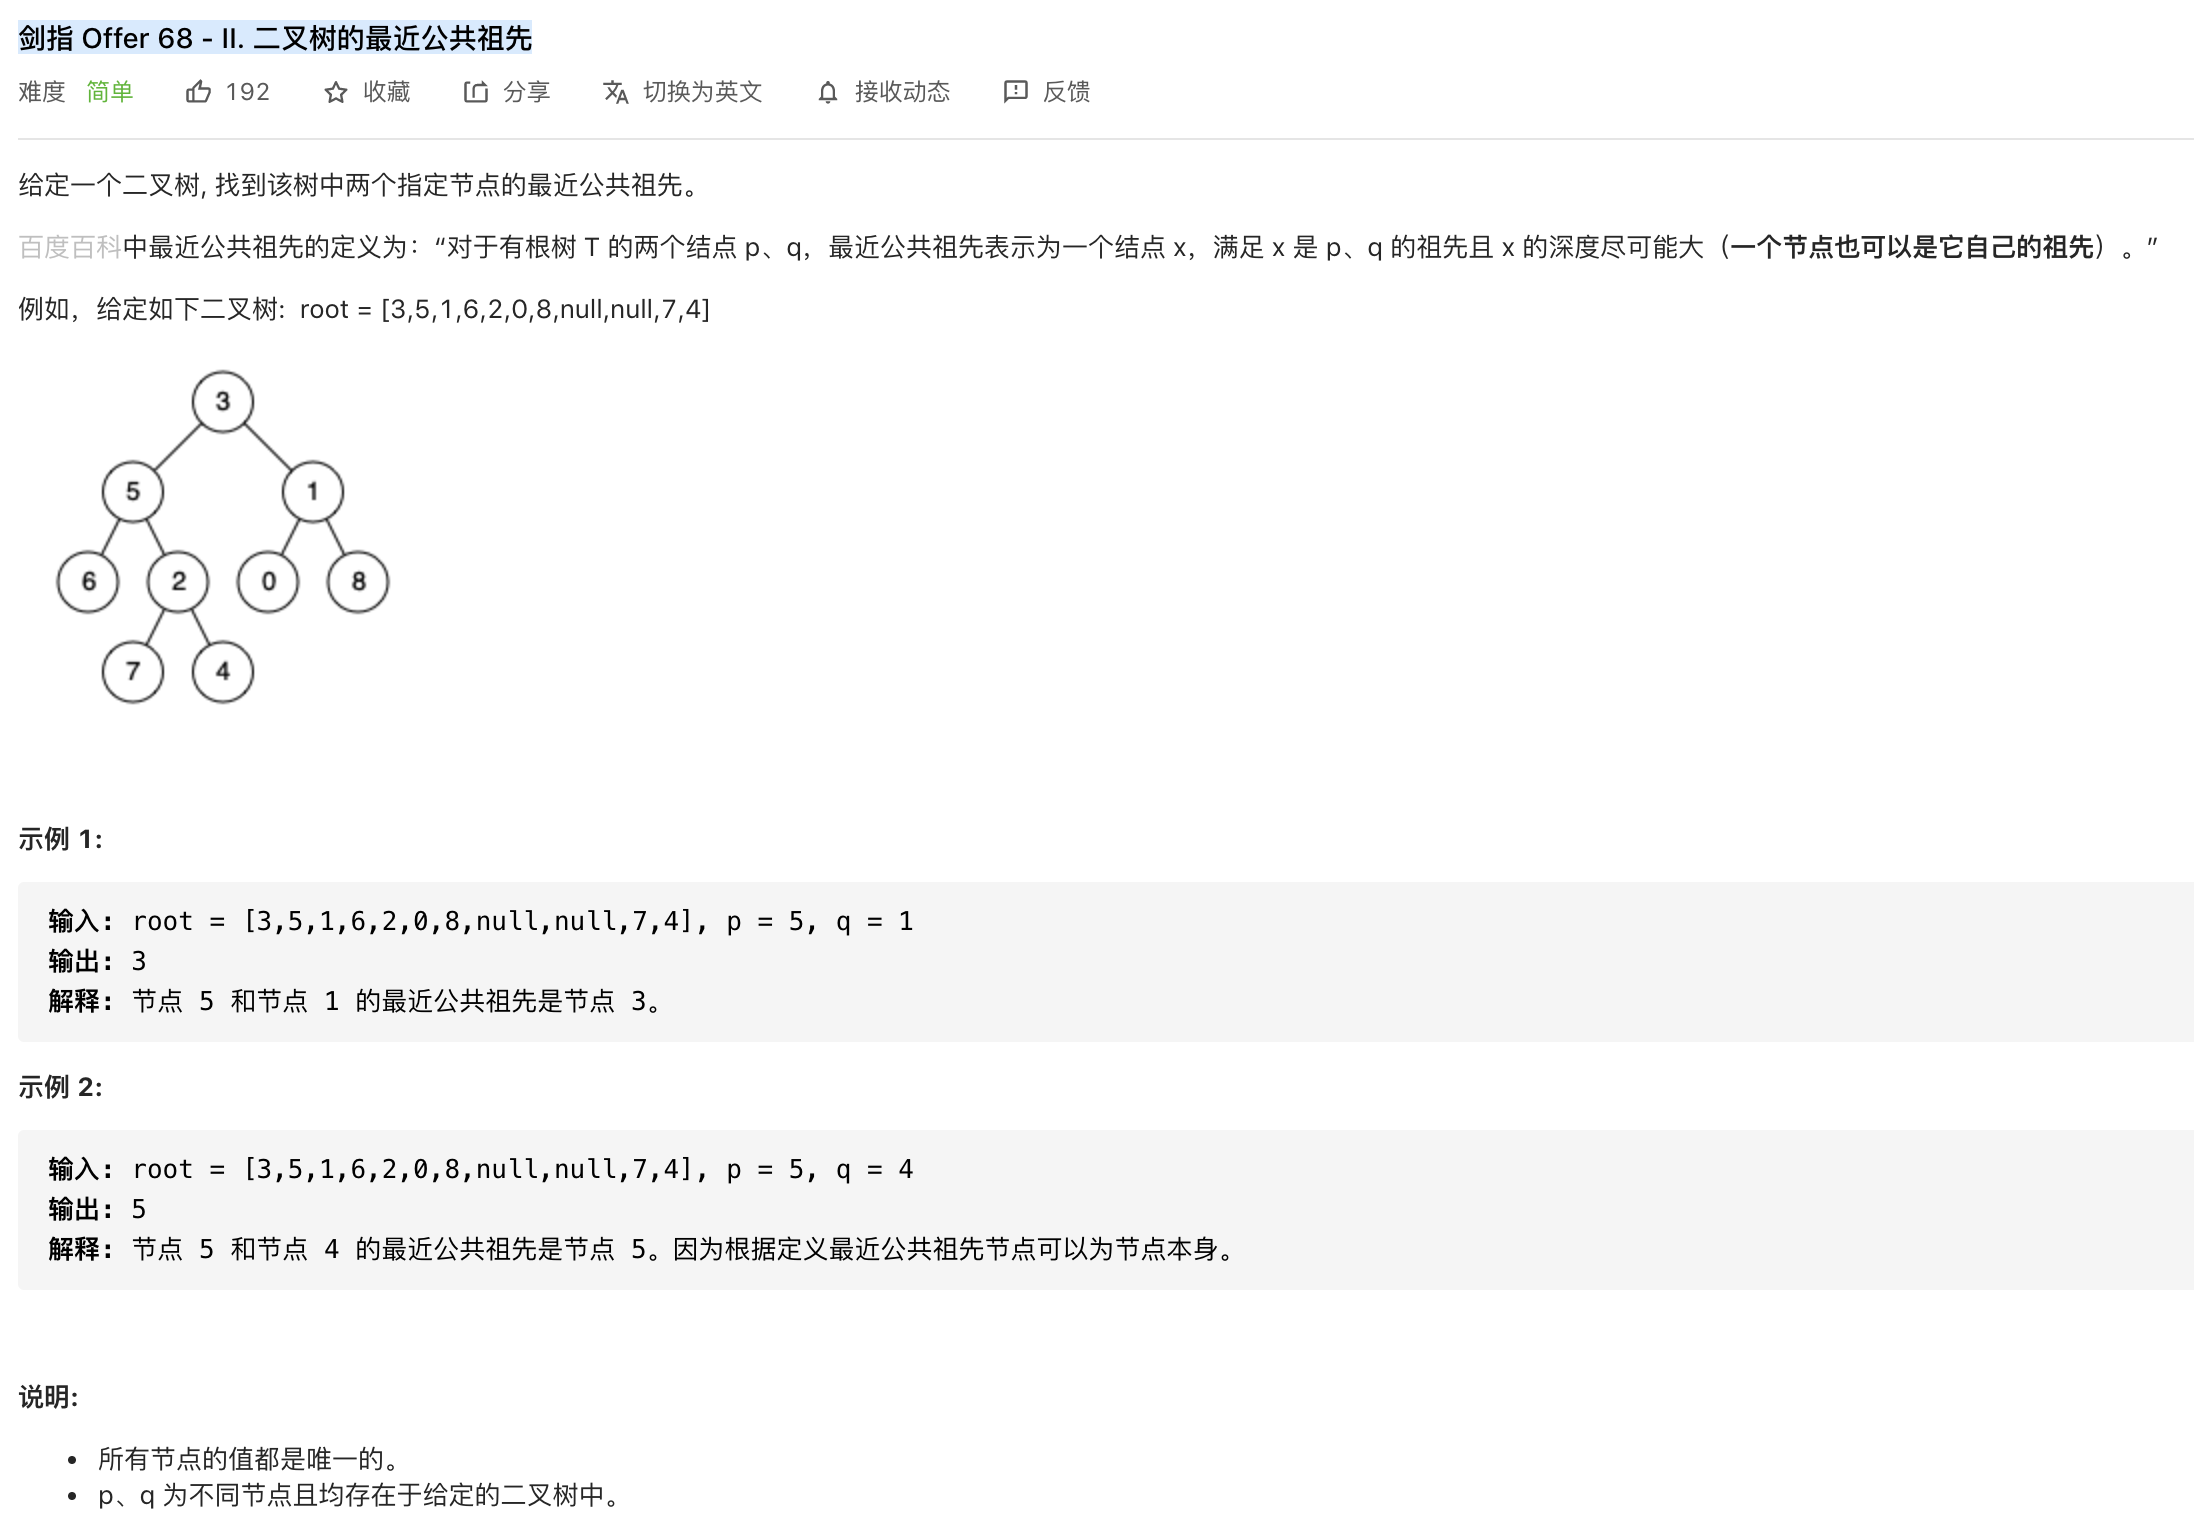 剑指 Offer 68 - II. 二叉树的最近公共祖先
难度 简单 192 收藏 分享 切换为英文 接收动态 反馈
给定一个二叉树, 找到该树中两个指定节点的最近公共祖先。
百度百科中最近公共祖先的定义为：“对于有根树 T 的两个结点 p、q，最近公共祖先表示为一个结点 x，满足 x 是 p、q 的祖先且 x 的深度尽可能大（一个节点也可以是它自己的祖先）。”
例如，给定如下二叉树:  root = [3,5,1,6,2,0,8,null,null,7,4]
3
5 1
6 2 0 8
7 4
示例 1:
输入: root = [3,5,1,6,2,0,8,null,null,7,4], p = 5, q = 1
输出: 3
解释: 节点 5 和节点 1 的最近公共祖先是节点 3。
示例 2:
输入: root = [3,5,1,6,2,0,8,null,null,7,4], p = 5, q = 4
输出: 5
解释: 节点 5 和节点 4 的最近公共祖先是节点 5。因为根据定义最近公共祖先节点可以为节点本身。
说明:
• 所有节点的值都是唯一的。
• p、q 为不同节点且均存在于给定的二叉树中。